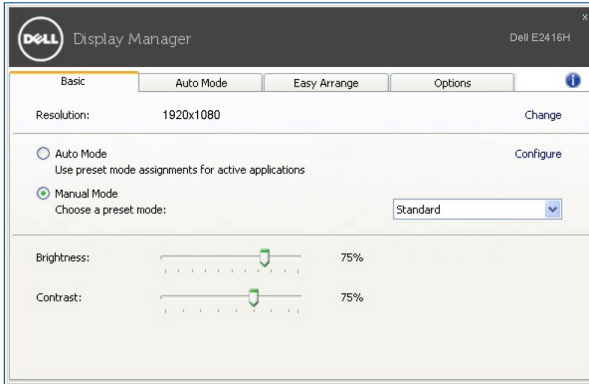 DELL Display Manager
x
Dell E2416H
Basic Auto Mode Easy Arrange Options i
Resolution: 1920x1080 Change
Auto Mode Configure
Use preset mode assignments for active applications
Manual Mode
Choose a preset mode: Standard
Brightness: 75%
Contrast: 75%